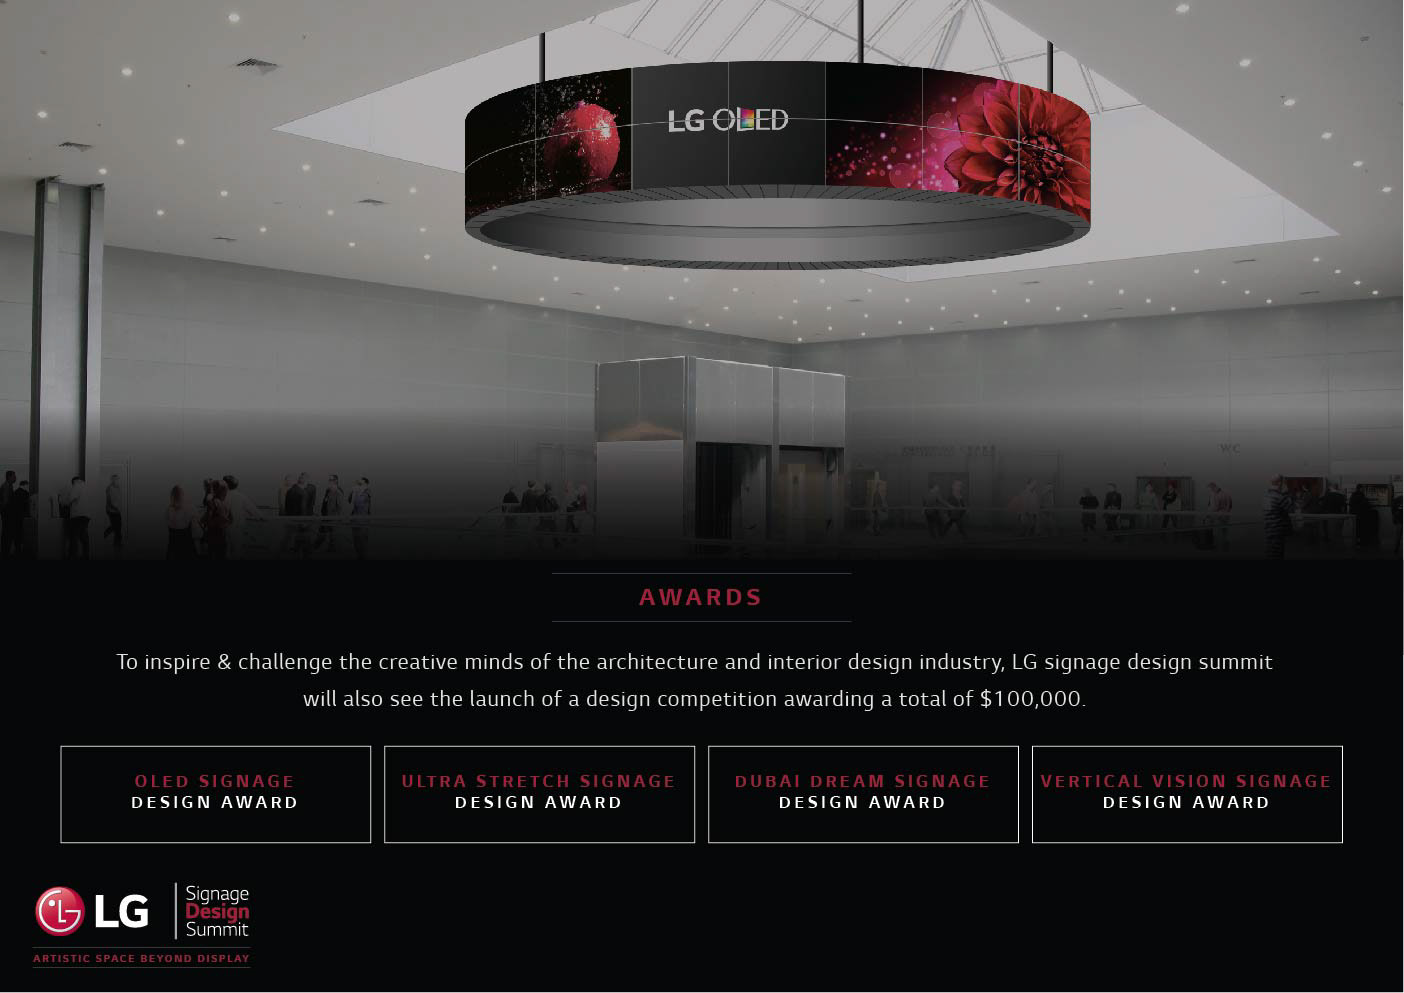 LG OLED
WC
AWARDS
To inspire & challenge the creative minds of the architecture and interior design industry, LG signage design summit
will also see the launch of a design competition awarding a total of $100,000.
OLED SIGNAGE
DESIGN AWARD
ULTRA STRETCH SIGNAGE
DESIGN AWARD
DUBAI DREAM SIGNAGE
DESIGN AWARD
VERTICAL VISION SIGNAGE
DESIGN AWARD
LG
Signage
Design
Summit
ARTISTIC SPACE BEYOND DISPLAY